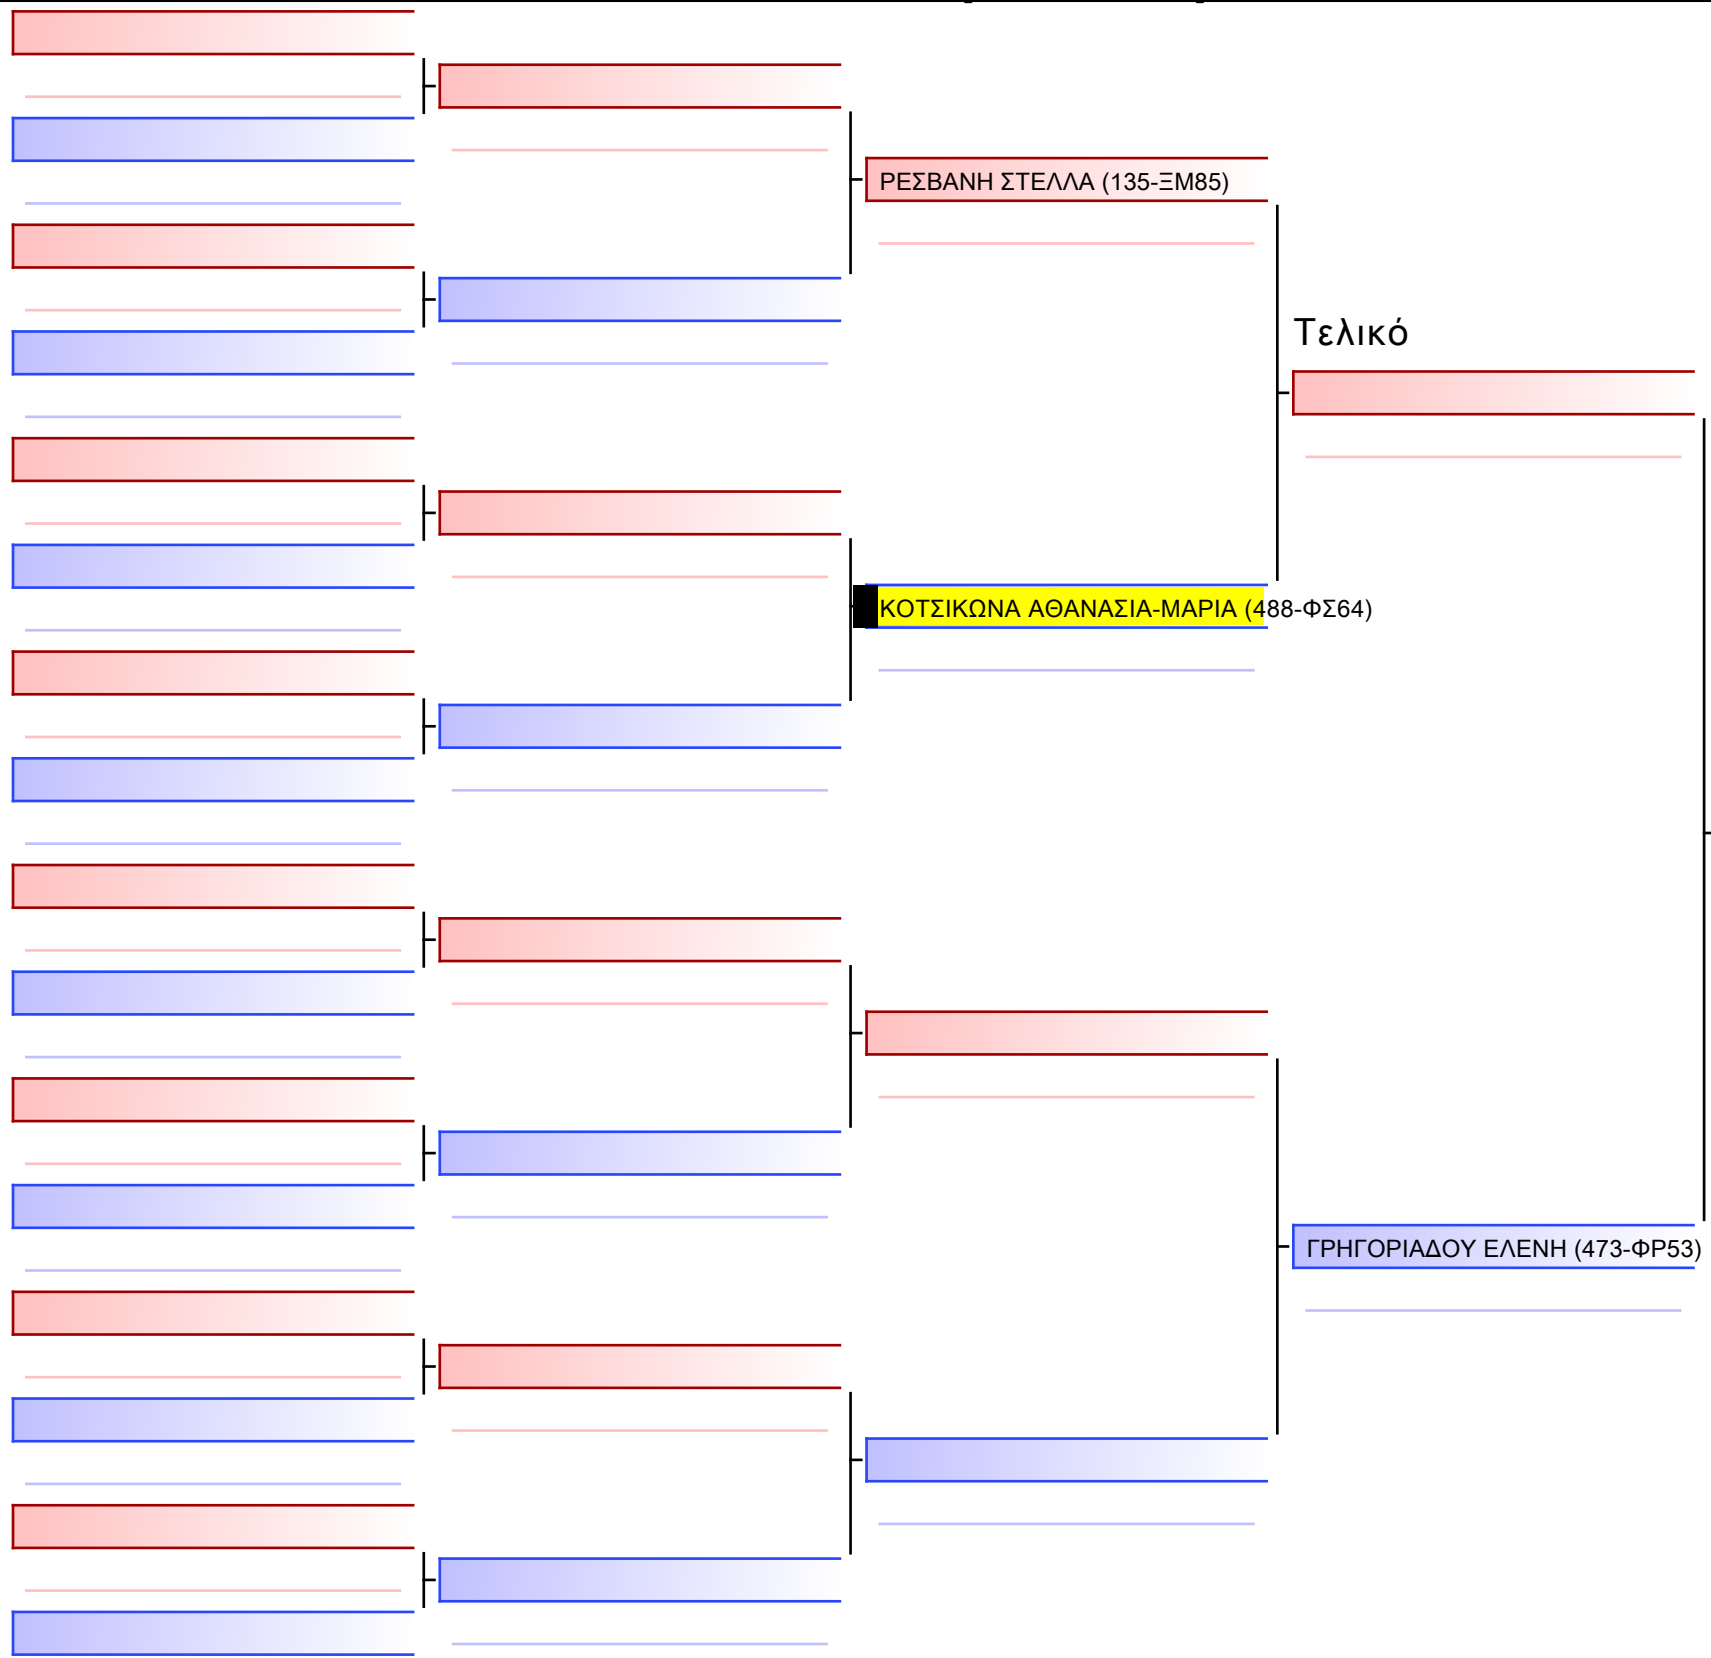 ΡΕΣΒΑΝΗ ΣΤΕΛΛΑ (135-ΞΜ85)
Τελικό
ΚΟΤΣΙΚΩΝΑ ΑΘΑΝΑΣΙΑ-ΜΑΡΙΑ (488-ΦΣ64)
ΓΡΗΓΟΡΙΑΔΟΥ ΕΛΕΝΗ (473-ΦΡ53)